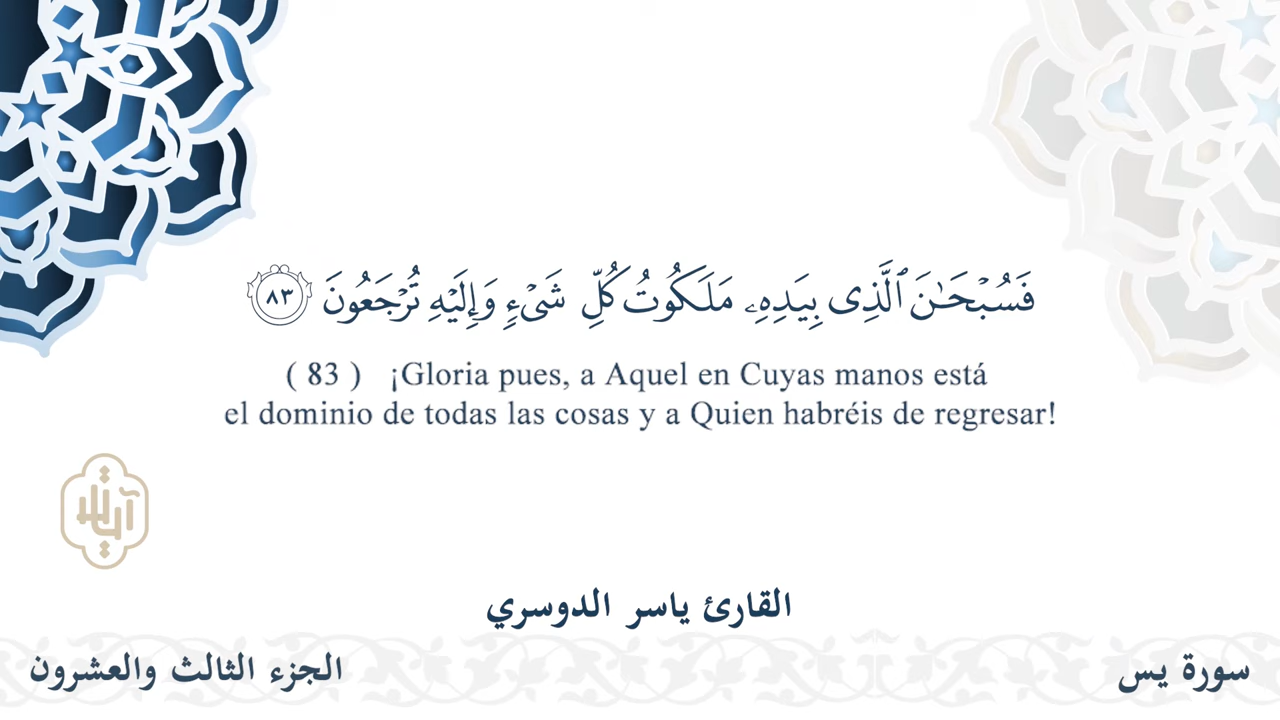 فَسُبۡحَٰنَ ٱلَّذِی بِيَدِهِۦ مَلَكُوتُ كُلِّ شَیۡءٖ وَإِلَيۡهِ تُرۡجَعُونَ ٨٣
( 83 ) ¡Gloria pues, a Aquel en Cuyas manos está
el dominio de todas las cosas y a Quien habréis de regresar!
القارئ ياسر الدوسري
سورة يس
الجزء الثالث والعشرون